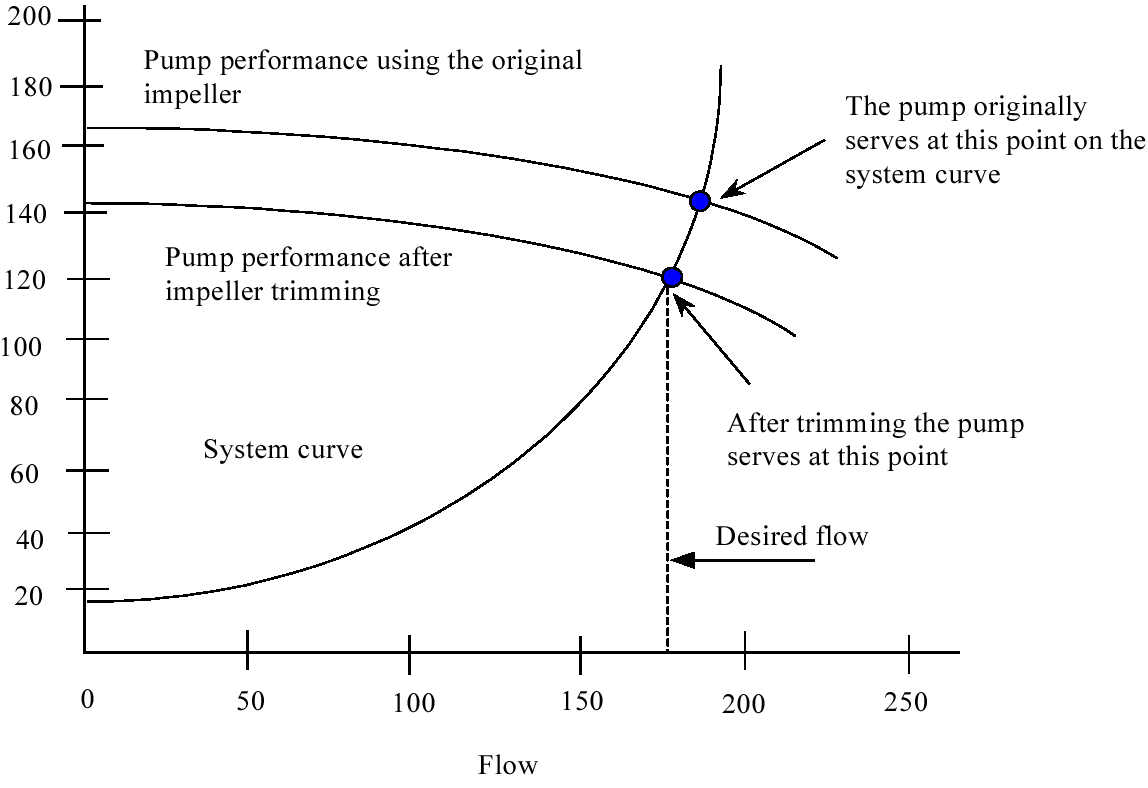 200
Pump performance using the original
impeller
180
The pump originally
serves at this point on the
system curve
160
140
Pump performance after
impeller trimming
120
100
80
After trimming the pump
serves at this point
System curve
60
Desired flow
40
20
0
50
100
150
200
250
Flow